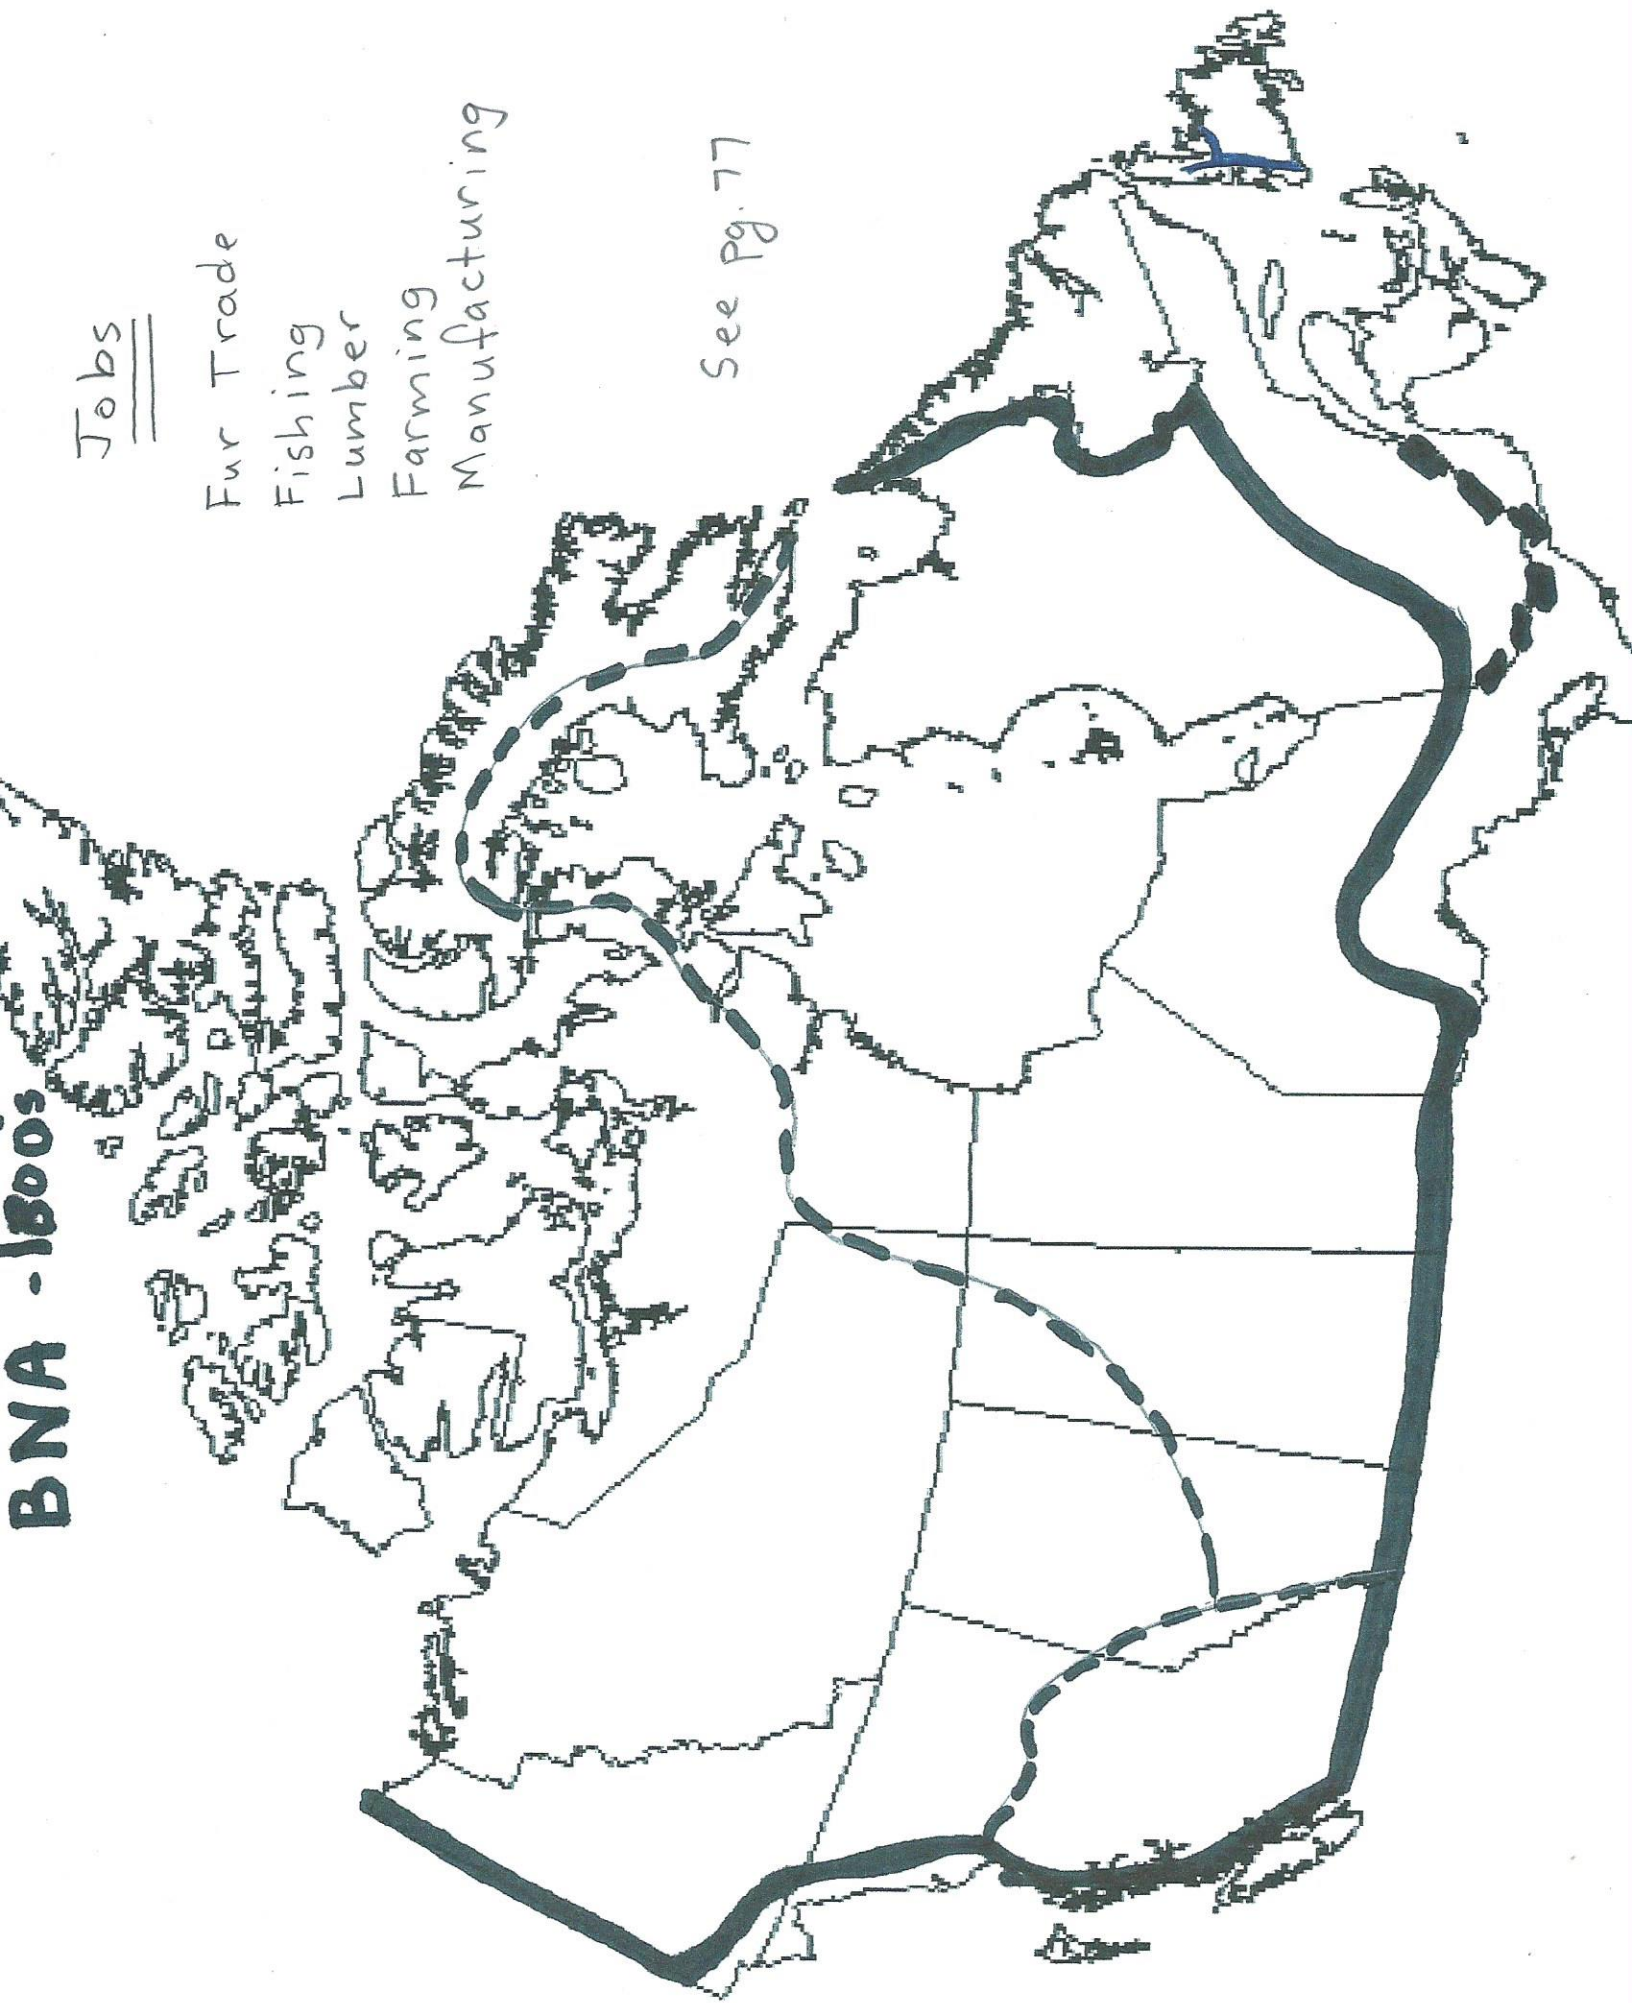 BNA - 1800s
Jobs
Fur Trade
Fishing
Lumber
Farming
Manufacturing
See pg. 77